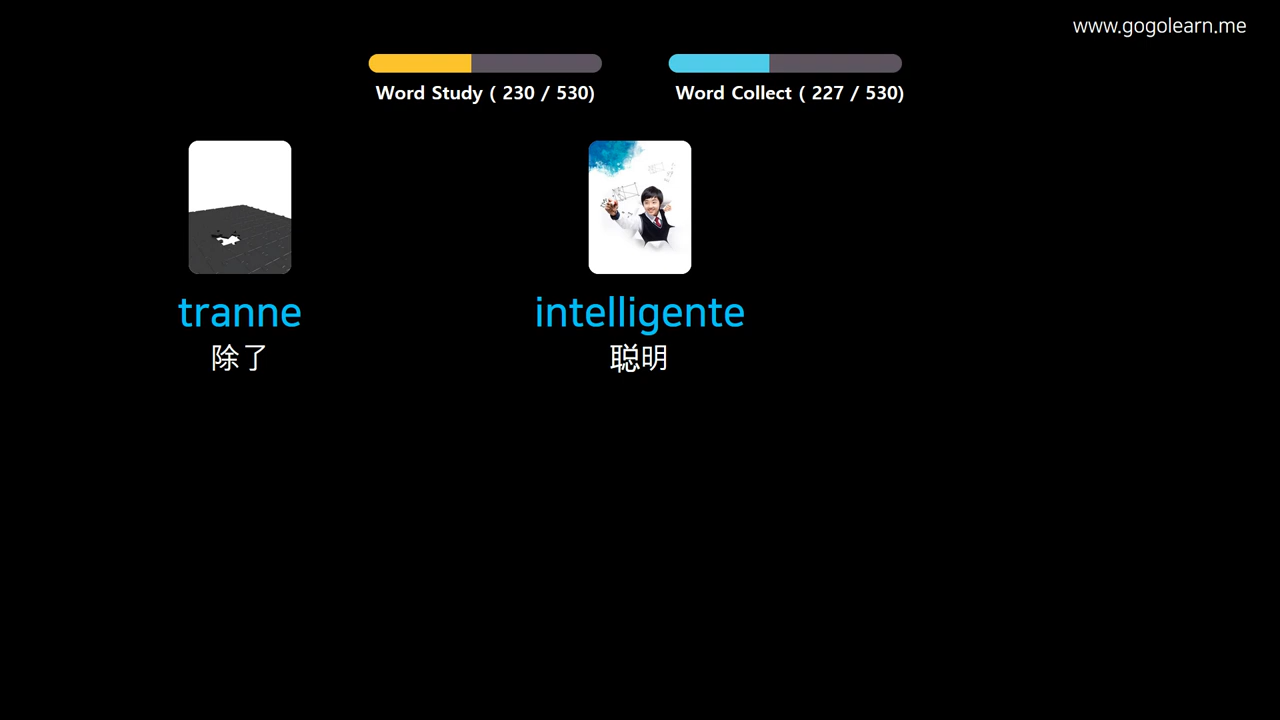 www.gogolearn.me
Word Study ( 230 / 530)
Word Collect ( 227 / 530)
tranne
除了
intelligente
聪明